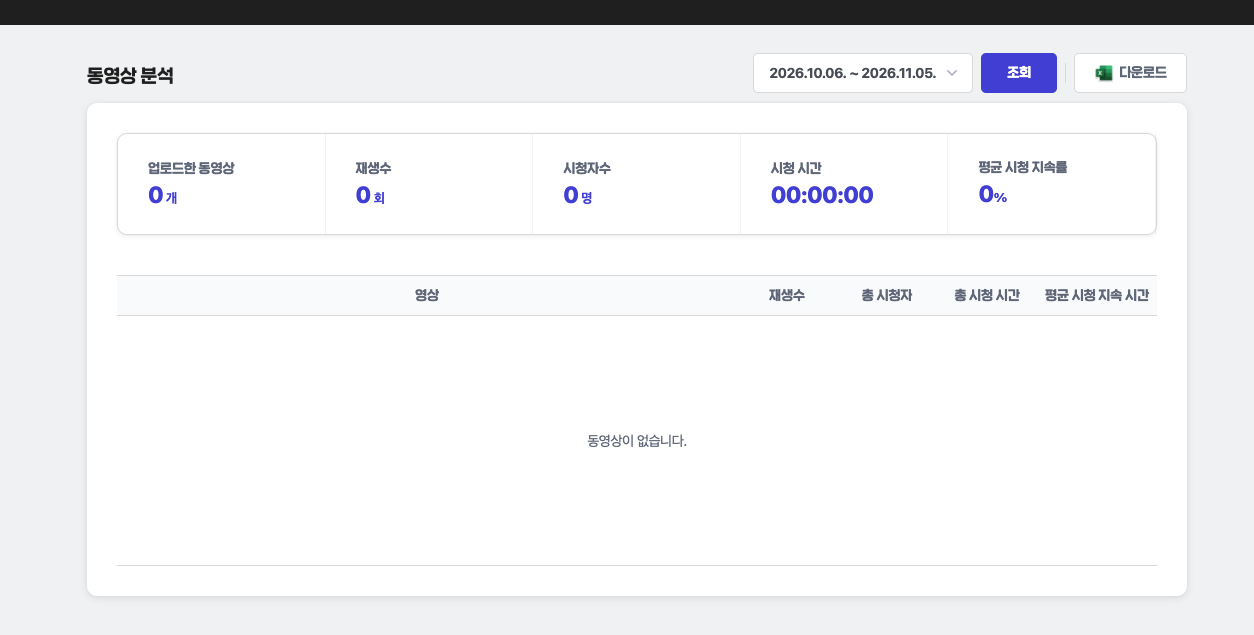 동영상 분석
2026.10.06. ~ 2026.11.05.
조회
다운로드
업로드한 동영상
0 개
재생수
0 회
시청자수
0 명
시청 시간
00:00:00
평균 시청 지속률
0%
영상 재생수 총 시청자 총 시청 시간 평균 시청 지속 시간
동영상이 없습니다.